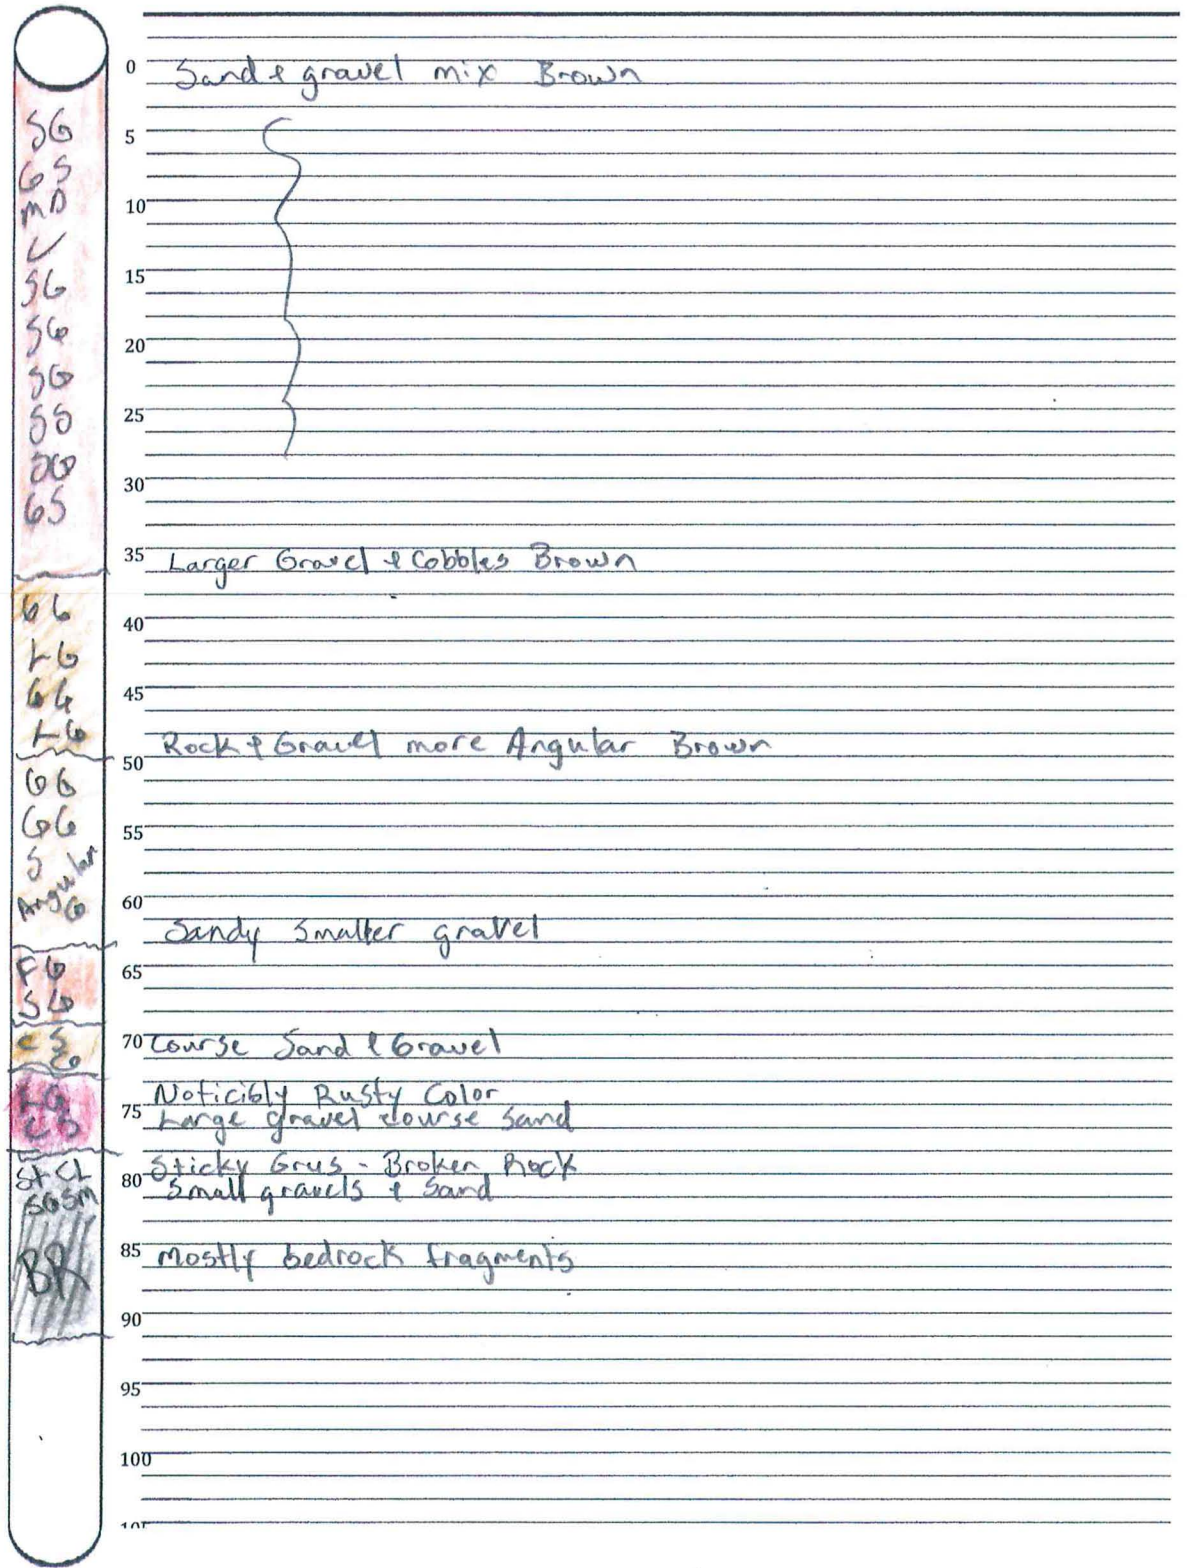 0 Sand & gravel mix Brown
SG 5
GS
mD 10
SG 15
SG 20
SG
SS 25
SG 30
GS
35 Larger Gravel & Cobbles Brown
GG 40
LG
GG 45
LG Rock & Gravel more Angular Brown
50
GG
GG 55
S
Angular G 60
Sandy Smaller gravel
FG 65
SG
CSG 70 Course Sand & Gravel
LG Noticibly Rusty Color
CS 75 Large gravel course Sand
St CL Sticky Grus - Broken Rock
SGSM 80 Small gravels & Sand
85 mostly bedrock fragments
BR
90
95
100